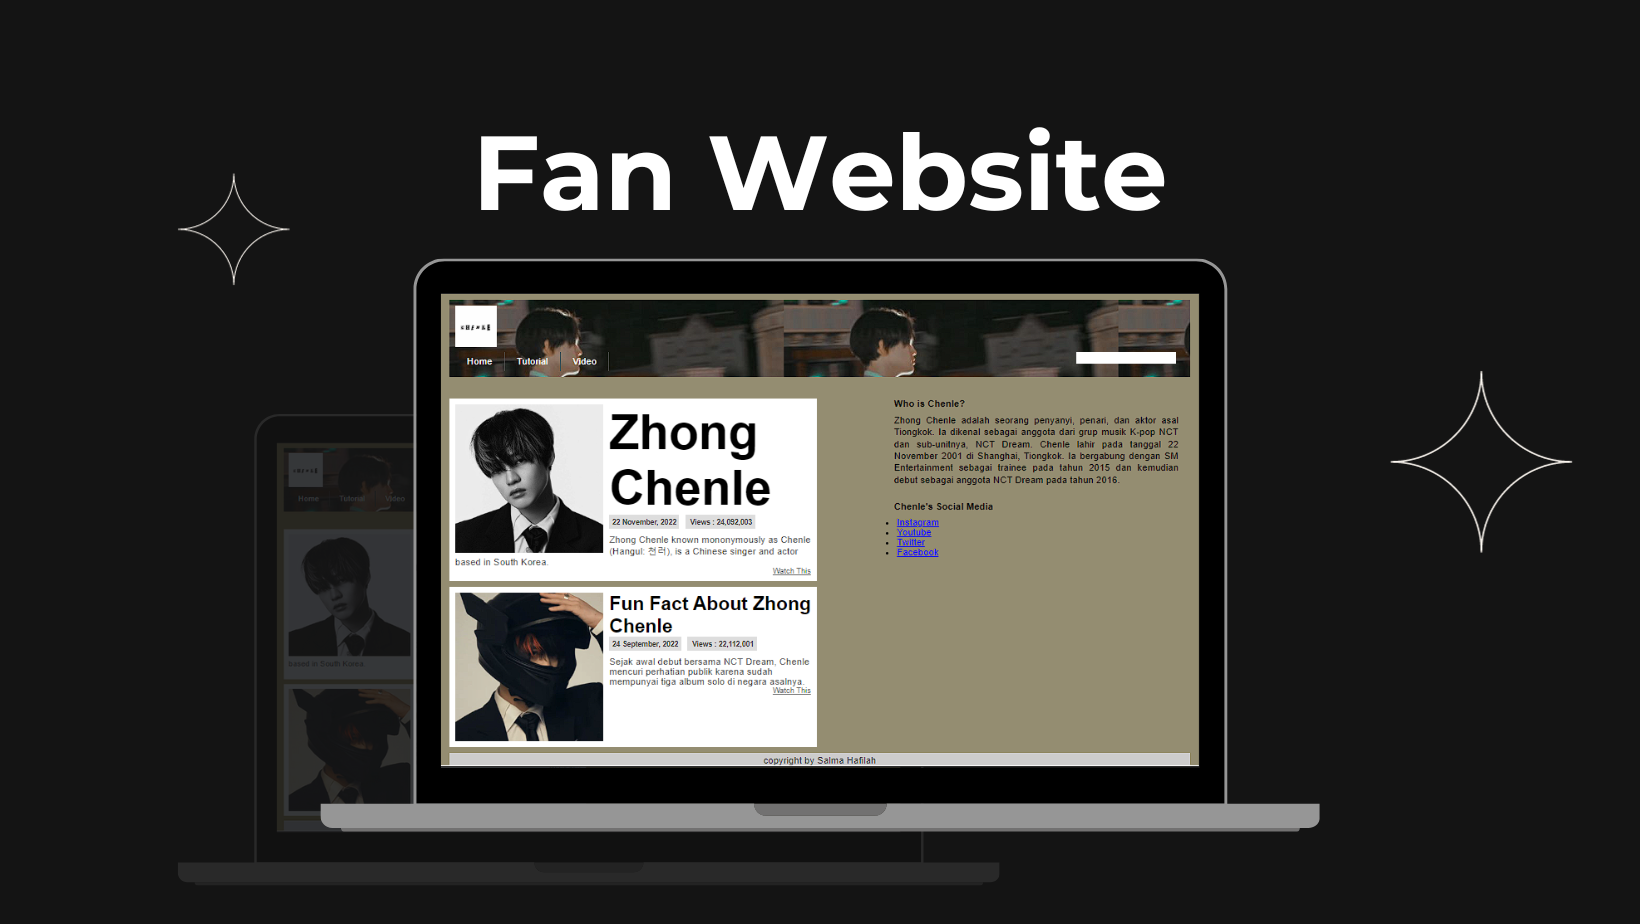 Fan Website
CHENLE
Home
Tutorial
Video
Zhong
Chenle
22 November, 2022
Views : 24,092,003
Zhong Chenle known mononymously as Chenle
(Hangul: 천러), is a Chinese singer and actor
based in South Korea.
Watch This
Fun Fact About Zhong
Chenle
24 September, 2022
Views : 22,112,001
Sejak awal debut bersama NCT Dream, Chenle
mencuri perhatian publik karena sudah
mempunyai tiga album solo di negara asalnya.
Watch This
Who is Chenle?
Zhong Chenle adalah seorang penyanyi, penari, dan aktor asal
Tiongkok. Ia dikenal sebagai anggota dari grup musik K-pop NCT
dan sub-unitnya, NCT Dream. Chenle lahir pada tanggal 22
November 2001 di Shanghai, Tiongkok. Ia bergabung dengan SM
Entertainment sebagai trainee pada tahun 2015 dan kemudian
debut sebagai anggota NCT Dream pada tahun 2016.
Chenle's Social Media
Instagram
Youtube
Twitter
Facebook
copyright by Salma Hafilah
CHENLE
Home
Tutorial
Video
based in South Korea.